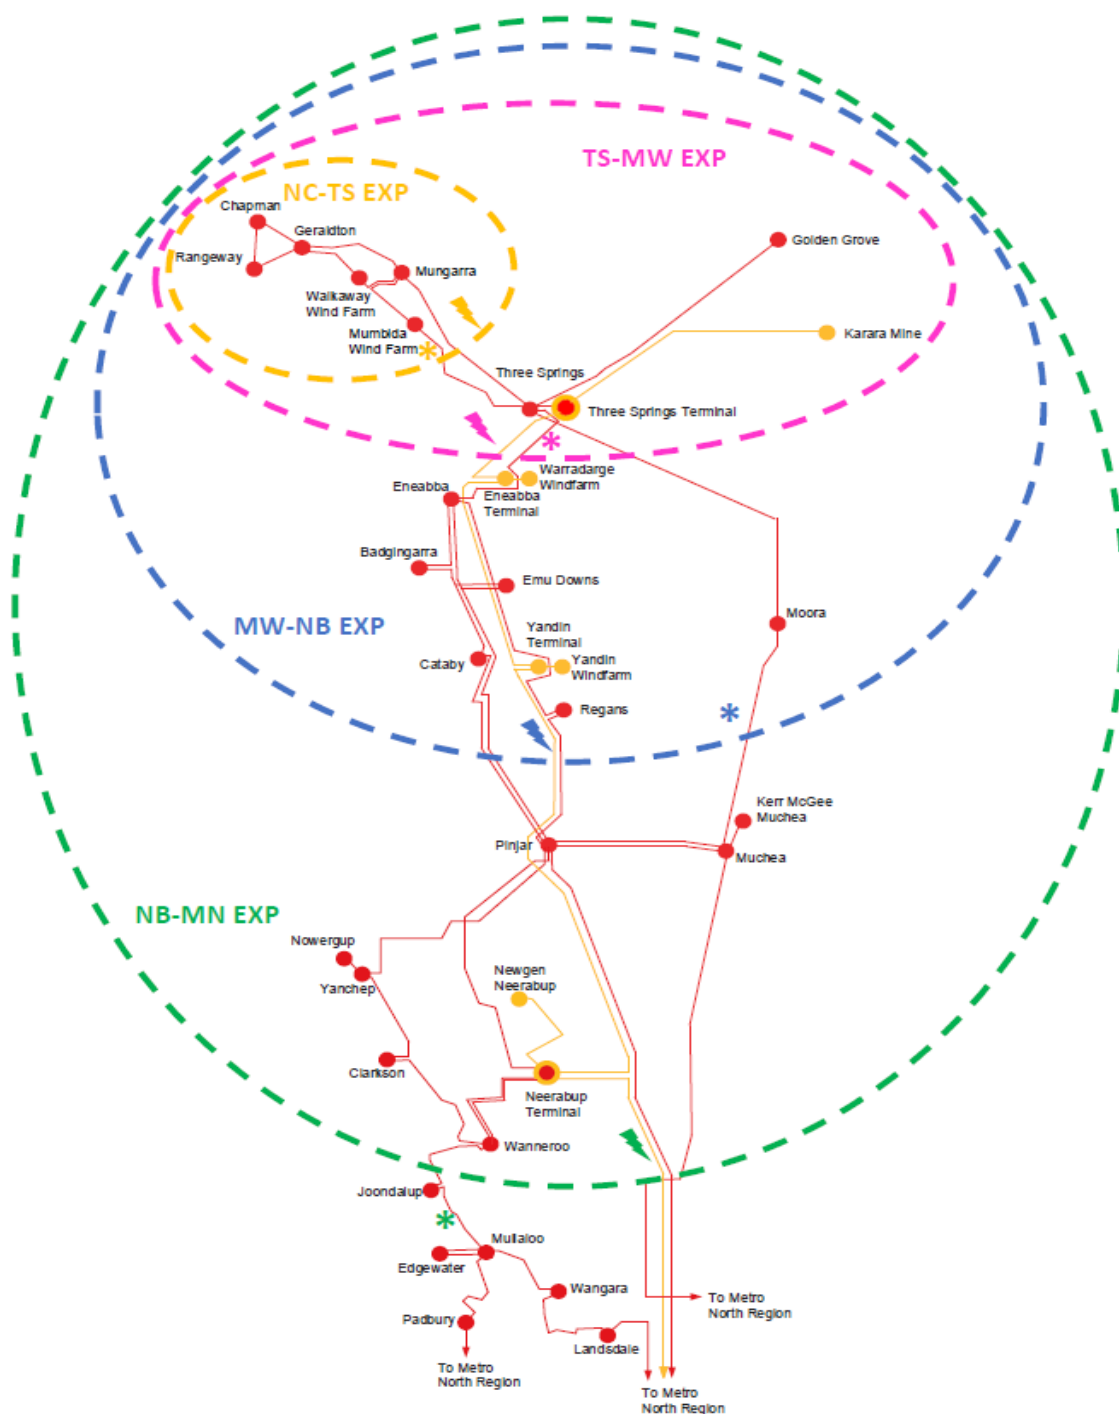 TS-MW EXP
NC-TS EXP
Chapman
Geraldton
Golden Grove
Rangeway
Mungarra
Walkaway
Wind Farm
Mumbida
Wind Farm
Karara Mine
Three Springs
Three Springs Terminal
Warradarge
Windfarm
Eneabba
Eneabba
Terminal
Badgingarra
Emu Downs
Moora
MW-NB EXP
Yandin
Terminal
Cataby
Yandin
Windfarm
Regans
Kerr McGee
Muchea
Pinjar
Muchea
NB-MN EXP
Nowergup
Yanchep
Newgen
Neerabup
Clarkson
Neerabup
Terminal
Wanneroo
Joondalup
Mullaloo
Edgewater
Wangara
To Metro
North Region
Padbury
Landsdale
To Metro
North Region
To Metro
North Region